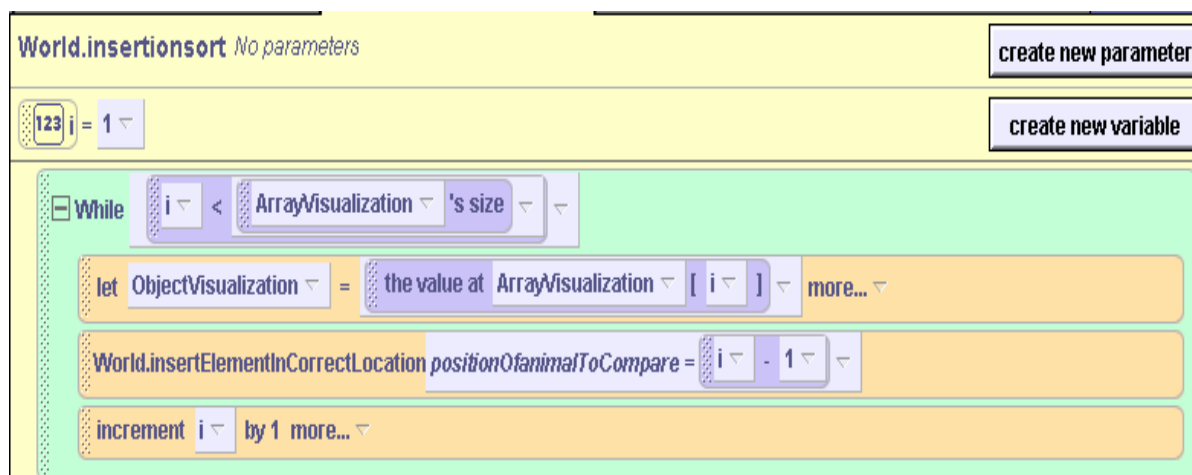 World.insertionsort No parameters
create new parameter
123 i = 1
create new variable
While i < ArrayVisualization 's size
let ObjectVisualization = the value at ArrayVisualization [ i ] more...
World.insertElementInCorrectLocation positionOfanimalToCompare = i - 1
increment i by 1 more...